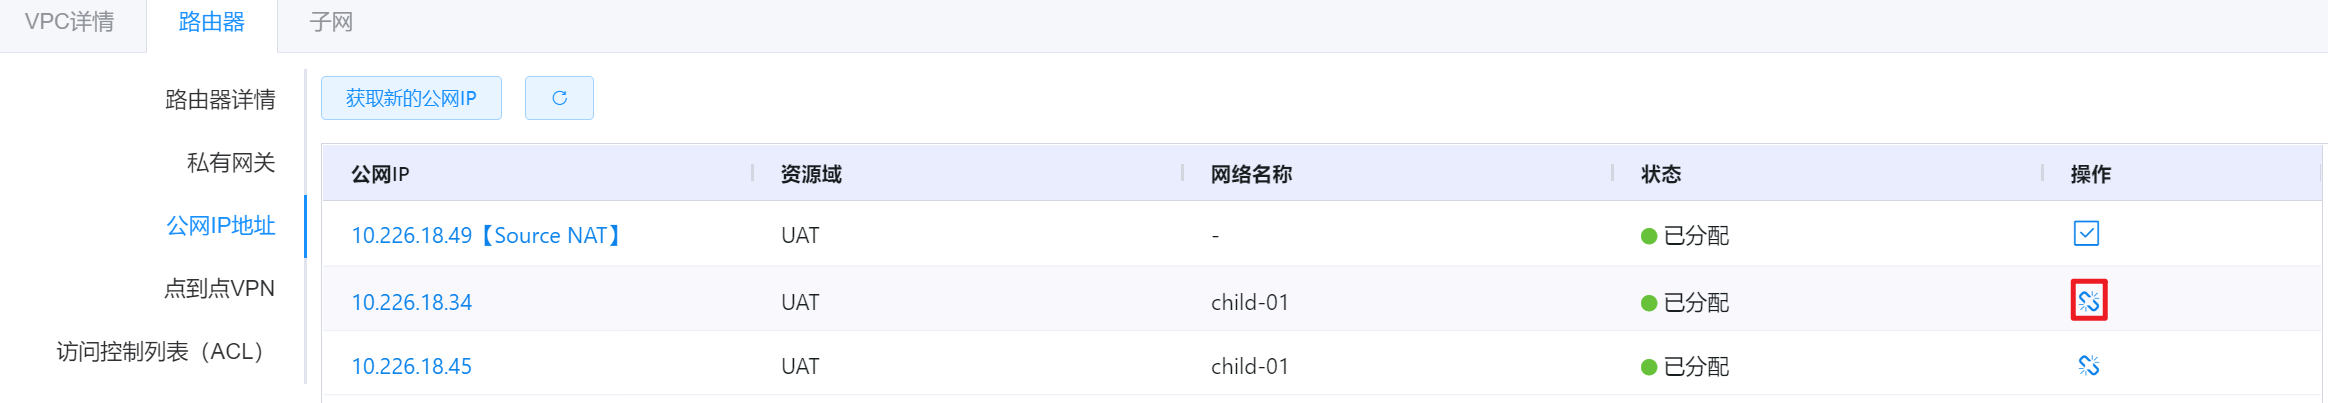 VPC详情 路由器 子网
路由器详情
私有网关
公网IP地址
点到点VPN
访问控制列表（ACL）
获取新的公网IP
公网IP 资源域 网络名称 状态 操作
10.226.18.49【Source NAT】 UAT - 已分配
10.226.18.34 UAT child-01 已分配
10.226.18.45 UAT child-01 已分配